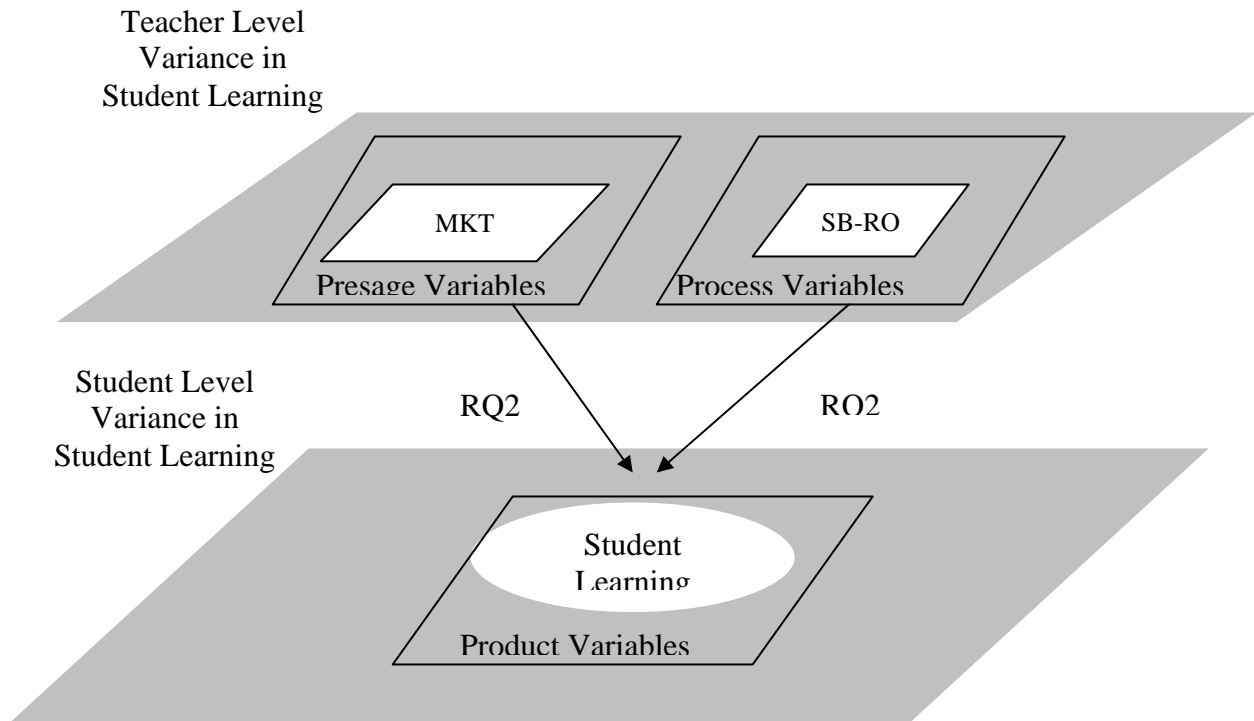 Teacher Level
Variance in
Student Learning
MKT
SB-RO
Presage Variables
Process Variables
Student Level
Variance in
Student Learning
RQ2
RQ2
Student
Learning
Product Variables